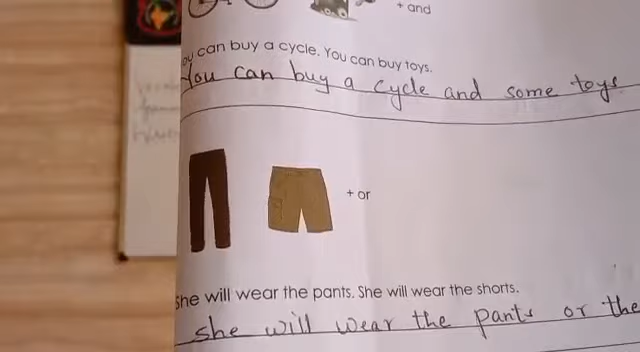 + and
you can buy a cycle. You can buy toys.
You can buy a cycle and some toys
+ or
She will wear the pants. She will wear the shorts.
she will wear the pants or the